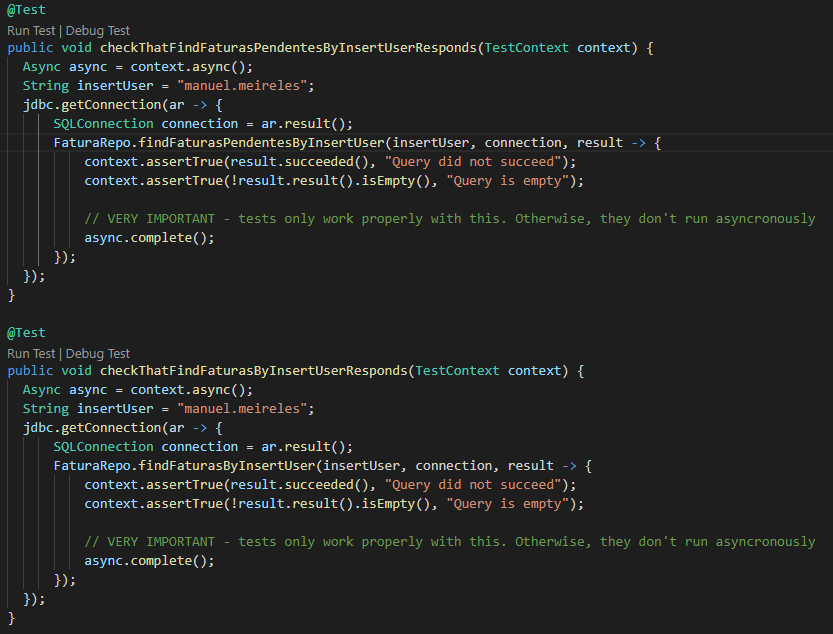 @Test
Run Test | Debug Test
public void checkThatFindFaturasPendentesByInsertUserResponds(TestContext context) {
Async async = context.async();
String insertUser = "manuel.meireles";
jdbc.getConnection(ar -> {
SQLConnection connection = ar.result();
FaturaRepo.findFaturasPendentesByInsertUser(insertUser, connection, result -> {
context.assertTrue(result.succeeded(), "Query did not succeed");
context.assertTrue(!result.result().isEmpty(), "Query is empty");
// VERY IMPORTANT - tests only work properly with this. Otherwise, they don't run asyncronously
async.complete();
});
});
}
@Test
Run Test | Debug Test
public void checkThatFindFaturasByInsertUserResponds(TestContext context) {
Async async = context.async();
String insertUser = "manuel.meireles";
jdbc.getConnection(ar -> {
SQLConnection connection = ar.result();
FaturaRepo.findFaturasByInsertUser(insertUser, connection, result -> {
context.assertTrue(result.succeeded(), "Query did not succeed");
context.assertTrue(!result.result().isEmpty(), "Query is empty");
// VERY IMPORTANT - tests only work properly with this. Otherwise, they don't run asyncronously
async.complete();
});
});
}